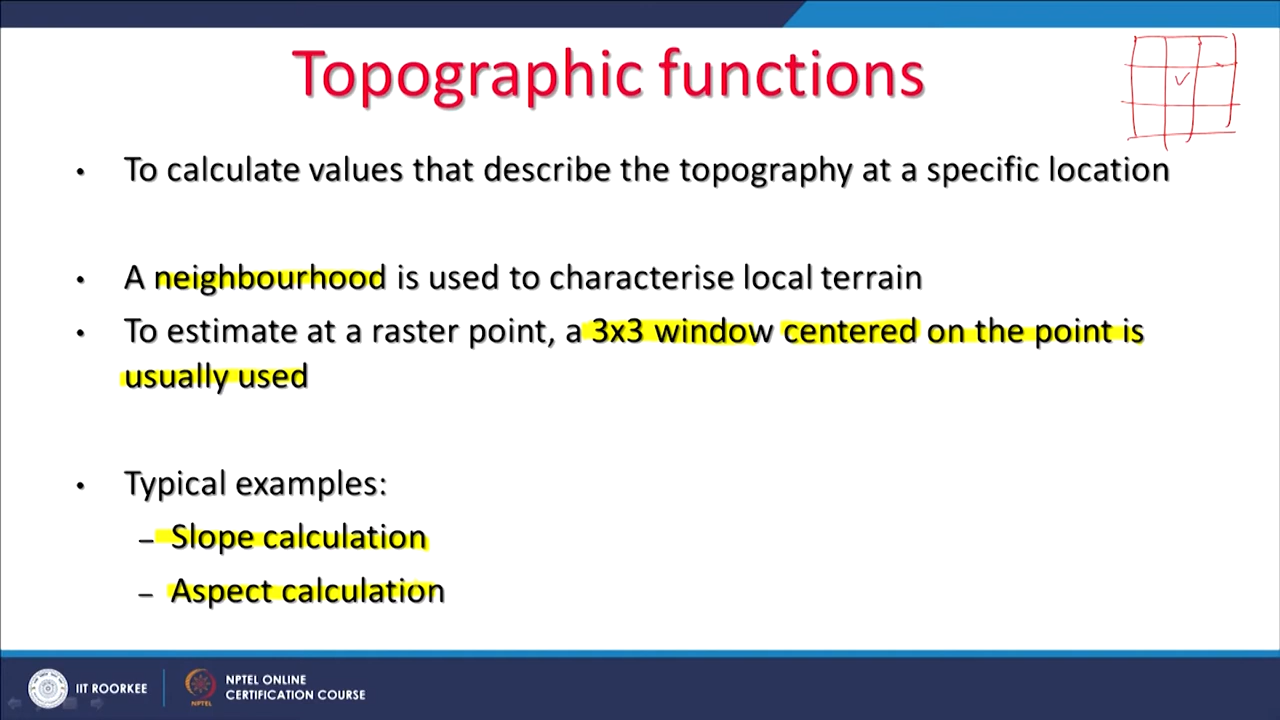 Topographic functions
• To calculate values that describe the topography at a specific location
• A neighbourhood is used to characterise local terrain
• To estimate at a raster point, a 3x3 window centered on the point is
usually used
• Typical examples:
– Slope calculation
– Aspect calculation
IIT ROORKEE
NPTEL
NPTEL ONLINE
CERTIFICATION COURSE